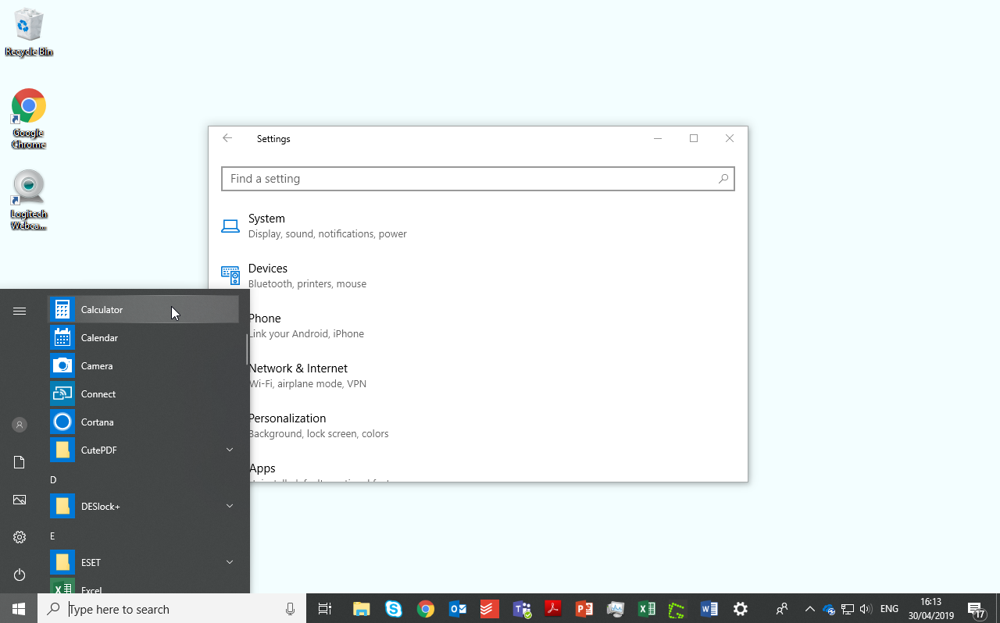 Recycle Bin
Google
Chrome
Logitech
Webca...
Settings
Find a setting
System
Display, sound, notifications, power
Devices
Bluetooth, printers, mouse
Phone
Link your Android, iPhone
Network & Internet
Wi-Fi, airplane mode, VPN
Personalization
Background, lock screen, colors
Apps
Calculator
Calendar
Camera
Connect
Cortana
CutePDF
D
DESlock+
E
ESET
Excel
Type here to search
ENG
16:13
30/04/2019
17